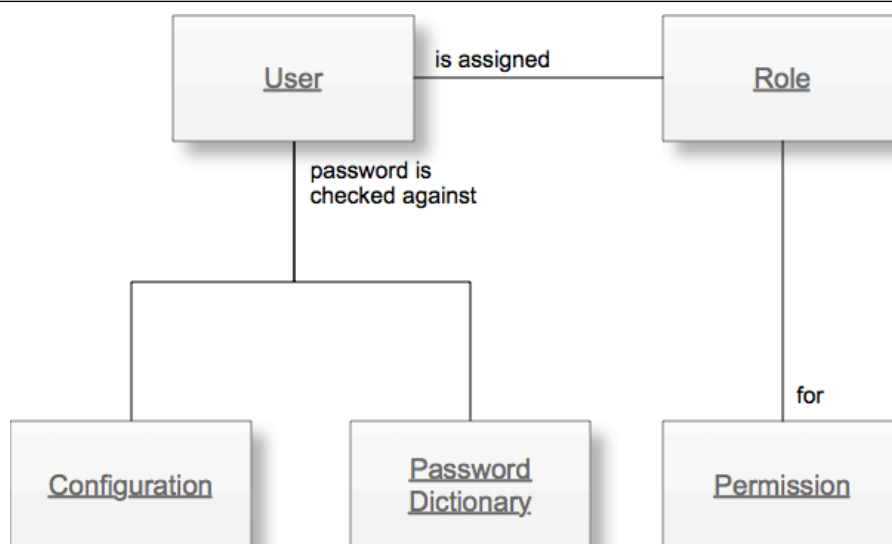 User
is assigned
Role
password is
checked against
for
Configuration
Password
Dictionary
Permission